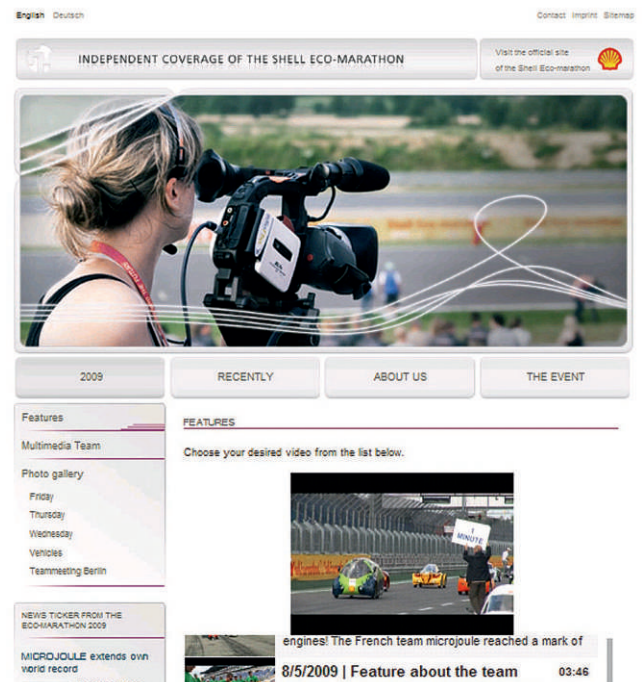 English Deutsch
Contact Imprint Sitemap
INDEPENDENT COVERAGE OF THE SHELL ECO-MARATHON
Visit the official site
of the Shell Eco-marathon
2009
RECENTLY
ABOUT US
THE EVENT
Features
Multimedia Team
Photo gallery
Friday
Thursday
Wednesday
Vehicles
Teammeeting Berlin
NEWS TICKER FROM THE
ECO-MARATHON 2009
MICROJOULE extends own
world record
FEATURES
Choose your desired video from the list below.
1
MINUTE
engines! The French team microjoule reached a mark of
8/5/2009 | Feature about the team
03:46